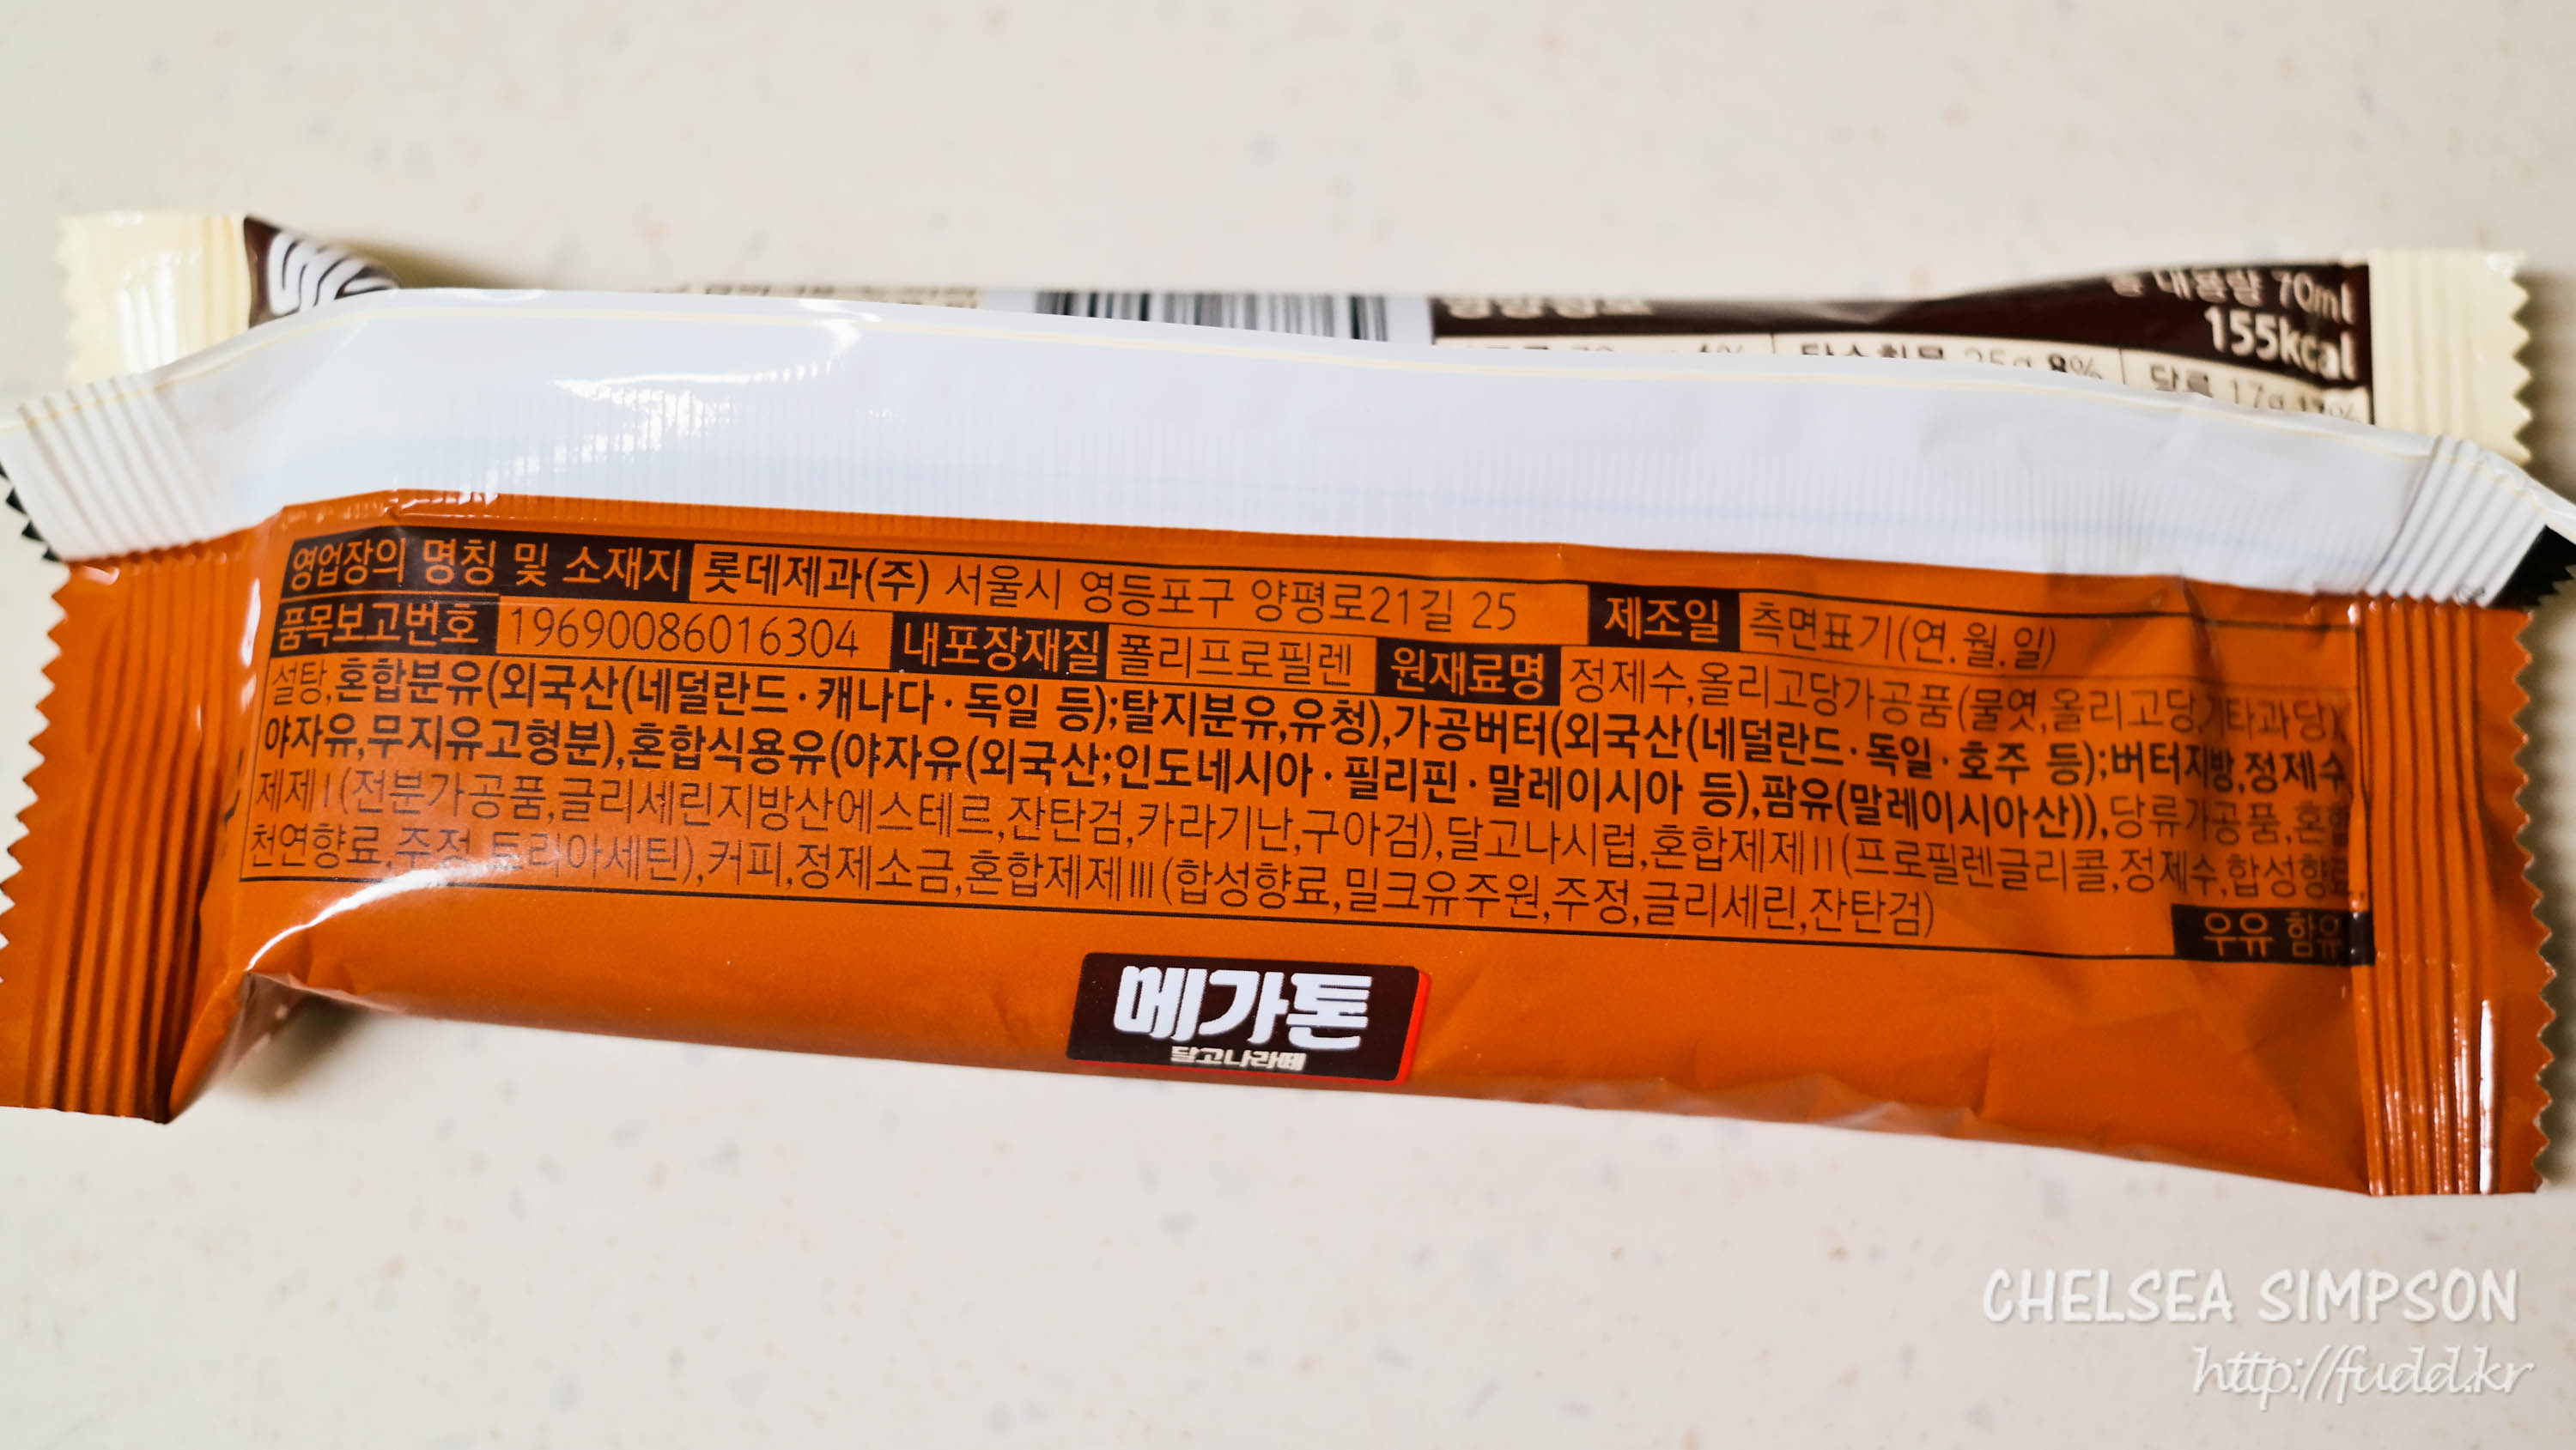 내용량 70ml
155kcal
25g 8%
당류 17g 17%
영업장의 명칭 및 소재지 롯데제과(주) 서울시 영등포구 양평로21길 25 제조일 측면표기(연.월.일)
품목보고번호 19690086016304 내포장재질 폴리프로필렌 원재료명 정제수,올리고당가공품(물엿,올리고당,기타과당),
설탕,혼합분유(외국산(네덜란드·캐나다·독일 등);탈지분유,유청),가공버터(외국산(네덜란드·독일·호주 등);버터지방,정제수,
야자유,무지유고형분),혼합식용유(야자유(외국산;인도네시아·필리핀·말레이시아 등),팜유(말레이시아산)),당류가공품,혼합
제제I(전분가공품,글리세린지방산에스테르,잔탄검,카라기난,구아검),달고나시럽,혼합제제II(프로필렌글리콜,정제수,합성향료,
천연향료,주정,트리아세틴),커피,정제소금,혼합제제III(합성향료,밀크유주원,주정,글리세린,잔탄검)
우유 함유
메가톤
달고나라떼
CHELSEA SIMPSON
http://fudd.kr